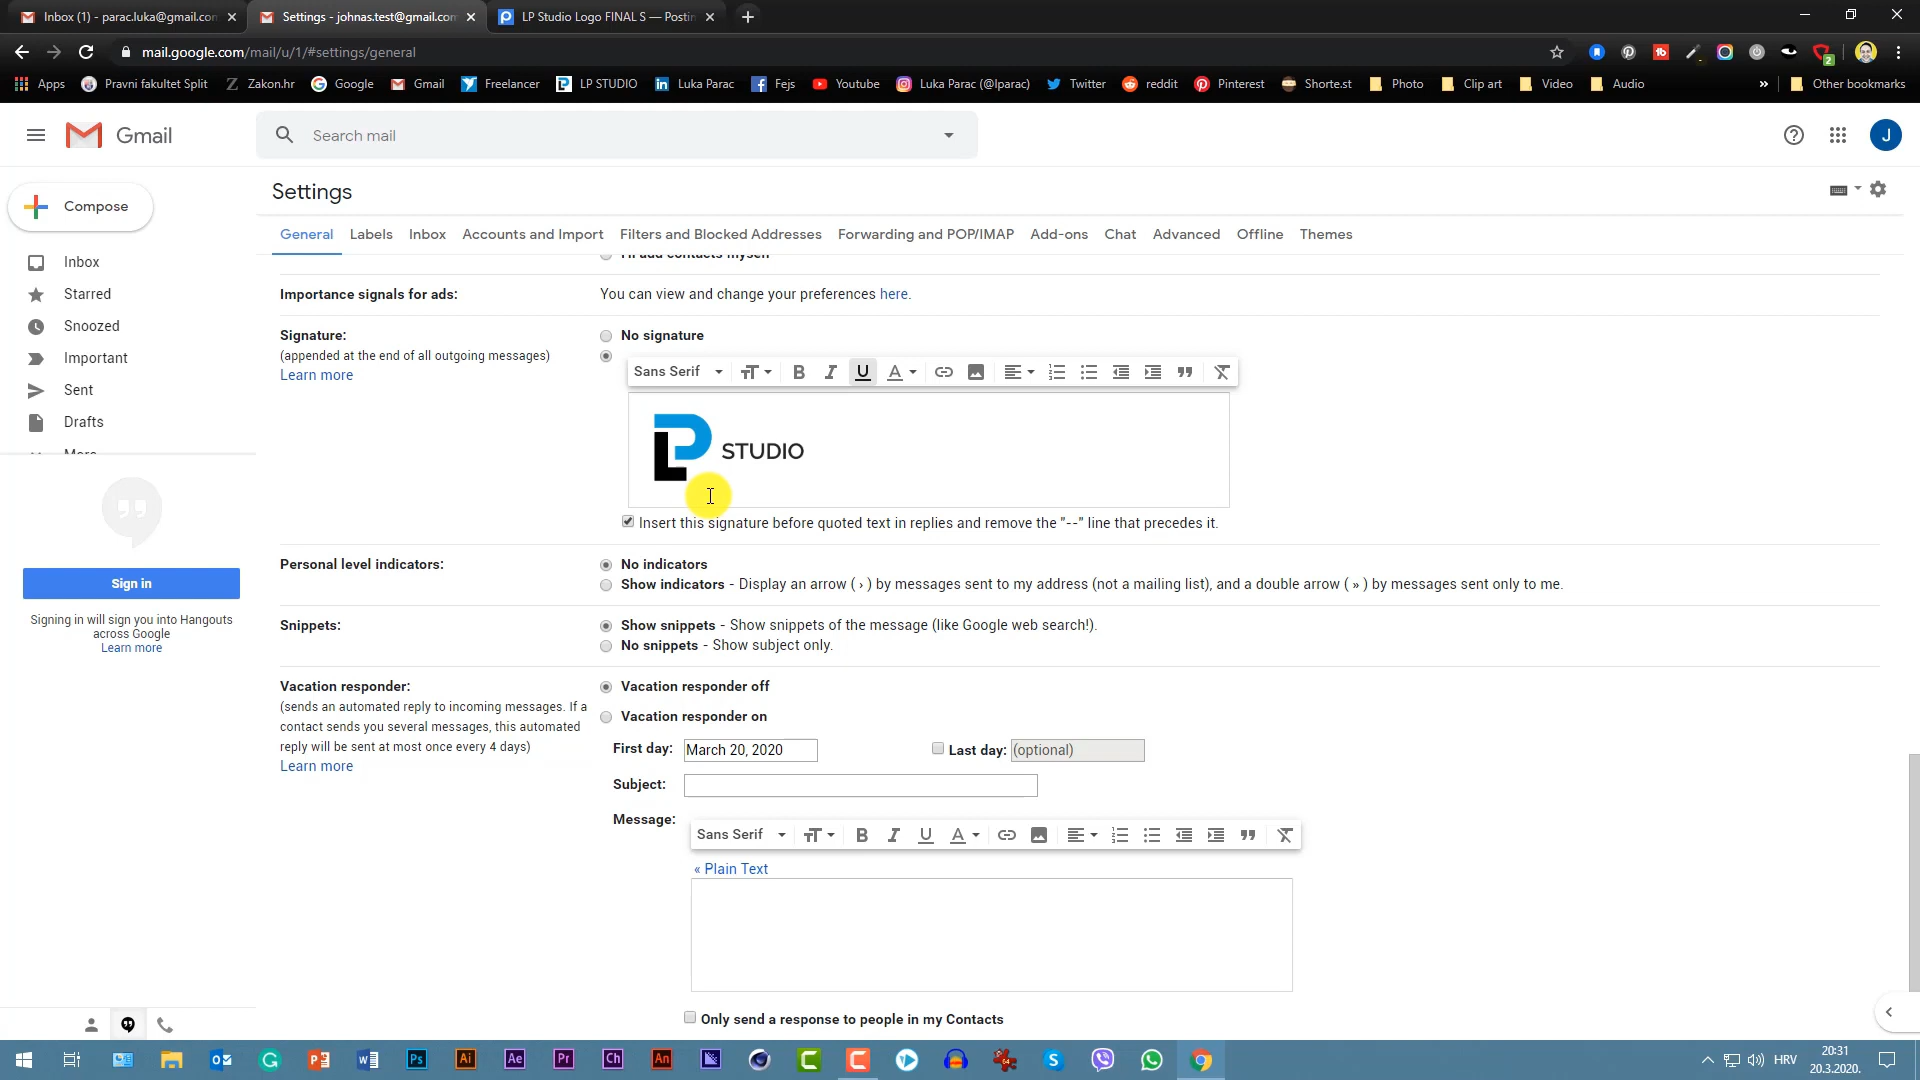 Inbox (1) - parac.luka@gmail.con
Settings - johnas.test@gmail.com
LP Studio Logo FINAL S — Postin
mail.google.com/mail/u/1/#settings/general
Apps
Pravni fakultet Split
Zakon.hr
Google
Gmail
Freelancer
LP STUDIO
Luka Parac
Fejs
Youtube
Luka Parac (@lparac)
Twitter
reddit
Pinterest
Shorte.st
Photo
Clip art
Video
Audio
»
Other bookmarks
Gmail
Search mail
J
Settings
Compose
General Labels Inbox Accounts and Import Filters and Blocked Addresses Forwarding and POP/IMAP Add-ons Chat Advanced Offline Themes
Inbox
Starred
Snoozed
Important
Sent
Drafts
More
Sign in
Signing in will sign you into Hangouts
across Google
Learn more
I'll add contacts myself
Importance signals for ads: You can view and change your preferences here.
Signature:
(appended at the end of all outgoing messages)
Learn more
No signature
Sans Serif
LP STUDIO
Insert this signature before quoted text in replies and remove the "--" line that precedes it.
Personal level indicators: No indicators
Show indicators - Display an arrow ( › ) by messages sent to my address (not a mailing list), and a double arrow ( » ) by messages sent only to me.
Snippets: Show snippets - Show snippets of the message (like Google web search!).
No snippets - Show subject only.
Vacation responder:
(sends an automated reply to incoming messages. If a
contact sends you several messages, this automated
reply will be sent at most once every 4 days)
Learn more
Vacation responder off
Vacation responder on
First day: March 20, 2020
Last day: (optional)
Subject:
Message:
Sans Serif
« Plain Text
Only send a response to people in my Contacts
Ps
Ai
Ae
Pr
Ch
An
HRV
20:31
20.3.2020.